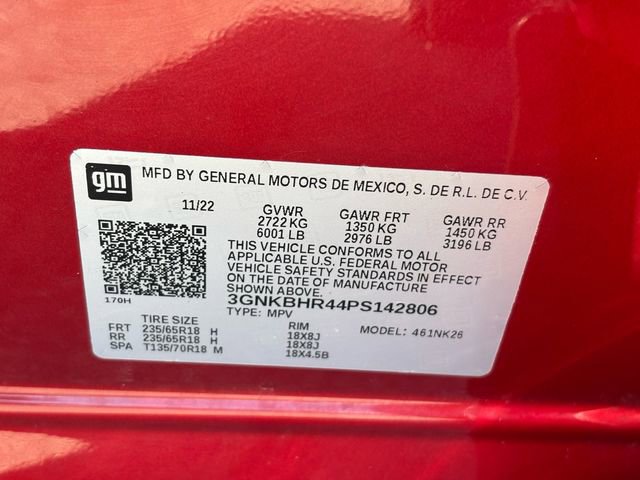 gm
MFD BY GENERAL MOTORS DE MEXICO, S. DE R.L. DE C.V.
11/22 GVWR GAWR FRT GAWR RR
2722 KG 1350 KG 1450 KG
6001 LB 2976 LB 3196 LB
THIS VEHICLE CONFORMS TO ALL
APPLICABLE U.S. FEDERAL MOTOR
VEHICLE SAFETY STANDARDS IN EFFECT
ON THE DATE OF MANUFACTURE
SHOWN ABOVE.
170H
3GNKBHR44PS142806
TYPE: MPV
MODEL: 461NK26
TIRE SIZE RIM
FRT 235/65R18 H 18X8J
RR 235/65R18 H 18X8J
SPA T135/70R18 M 18X4.5B